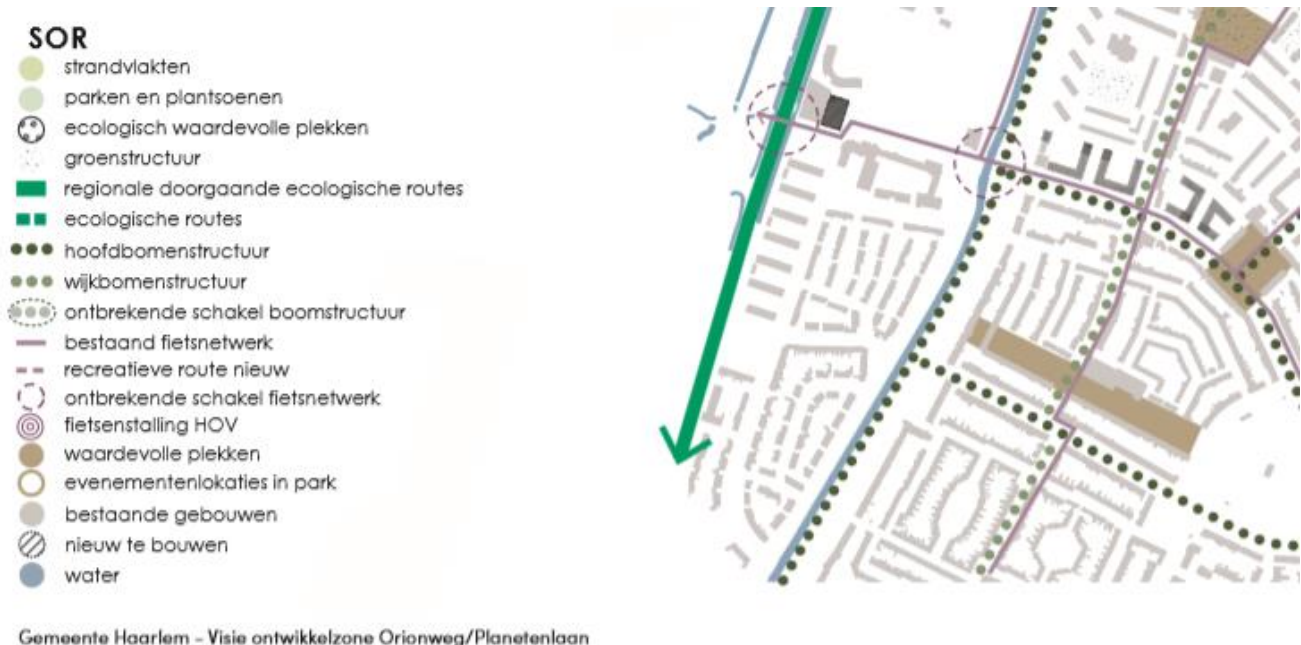 SOR
strandvlakten
parken en plantsoenen
ecologisch waardevolle plekken
groenstructuur
regionale doorgaande ecologische routes
ecologische routes
hoofdbomenstructuur
wijkbomenstructuur
ontbrekende schakel boomstructuur
bestaand fietsnetwerk
recreatieve route nieuw
ontbrekende schakel fietsnetwerk
fietsenstalling HOV
waardevolle plekken
evenementenlokaties in park
bestaande gebouwen
nieuw te bouwen
water
Gemeente Haarlem - Visie ontwikkelzone Orionweg/Planetenlaan